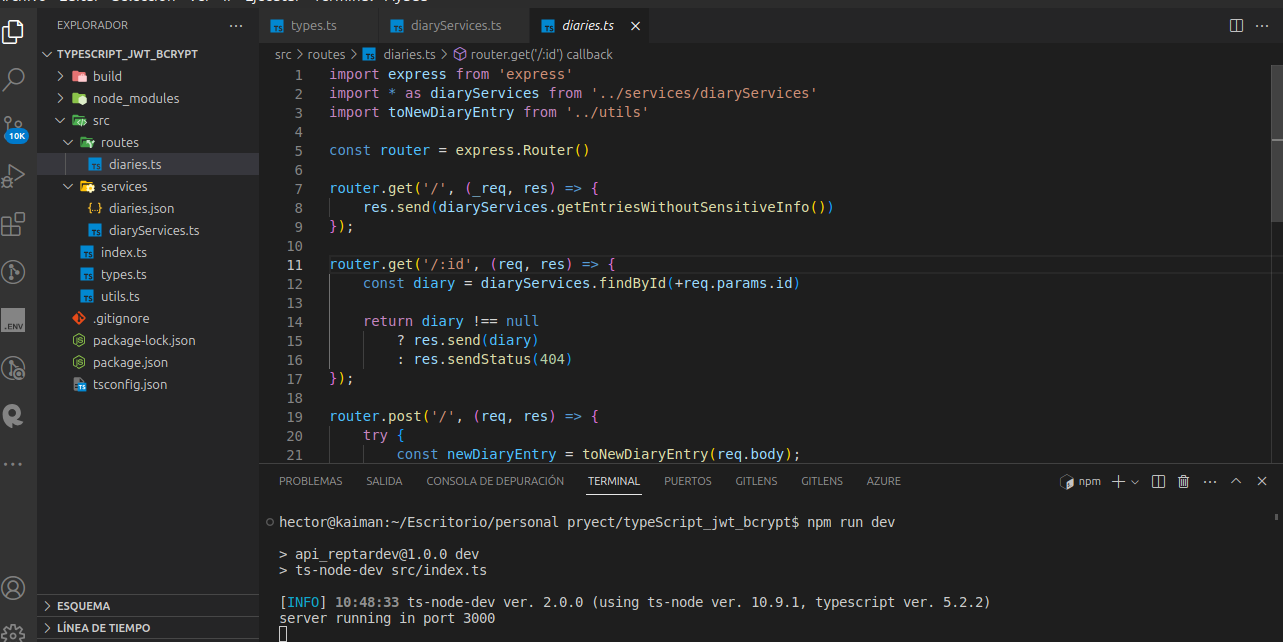 Archivo Editar Selección Ver Ir Ejecutar Terminal Ayuda
EXPLORADOR
TYPESCRIPT_JWT_BCRYPT
build
node_modules
src
routes
TS diaries.ts
services
{..} diaries.json
TS diaryServices.ts
TS index.ts
TS types.ts
TS utils.ts
.gitignore
package-lock.json
package.json
TS tsconfig.json
ESQUEMA
LÍNEA DE TIEMPO
10K
.ENV
TS types.ts
TS diaryServices.ts
TS diaries.ts
src > routes > TS diaries.ts > router.get('/:id') callback
1 import express from 'express'
2 import * as diaryServices from '../services/diaryServices'
3 import toNewDiaryEntry from '../utils'
4
5 const router = express.Router()
6
7 router.get('/', (_req, res) => {
8 res.send(diaryServices.getEntriesWithoutSensitiveInfo())
9 });
10
11 router.get('/:id', (req, res) => {
12 const diary = diaryServices.findById(+req.params.id)
13
14 return diary !== null
15 ? res.send(diary)
16 : res.sendStatus(404)
17 });
18
19 router.post('/', (req, res) => {
20 try {
21 const newDiaryEntry = toNewDiaryEntry(req.body);
PROBLEMAS SALIDA CONSOLA DE DEPURACIÓN TERMINAL PUERTOS GITLENS GITLENS AZURE
npm
hector@kaiman:~/Escritorio/personal pryect/typeScript_jwt_bcrypt$ npm run dev
> api_reptardev@1.0.0 dev
> ts-node-dev src/index.ts
[INFO] 10:48:33 ts-node-dev ver. 2.0.0 (using ts-node ver. 10.9.1, typescript ver. 5.2.2)
server running in port 3000